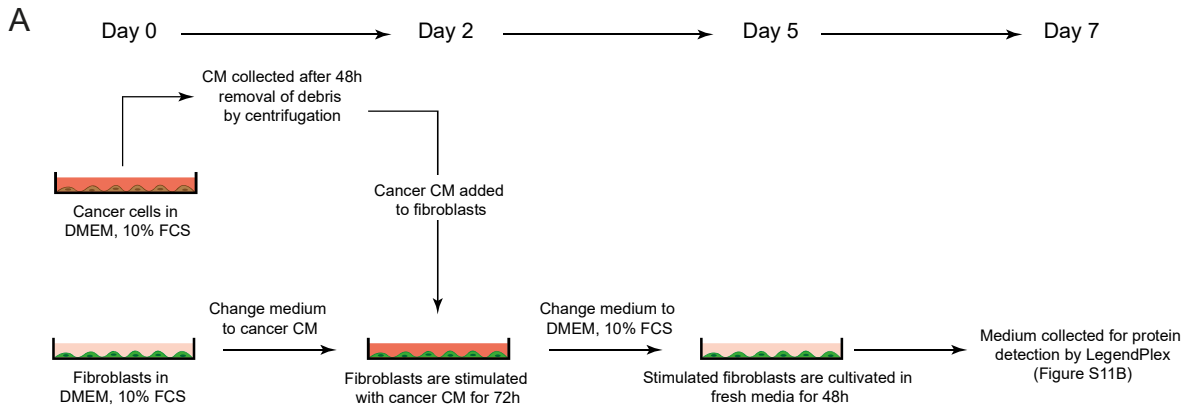 A
Day 0
Day 2
Day 5
Day 7
CM collected after 48h
removal of debris
by centrifugation
Cancer cells in
DMEM, 10% FCS
Cancer CM added
to fibroblasts
Change medium
to cancer CM
Change medium to
DMEM, 10% FCS
Fibroblasts in
DMEM, 10% FCS
Fibroblasts are stimulated
with cancer CM for 72h
Stimulated fibroblasts are cultivated in
fresh media for 48h
Medium collected for protein
detection by LegendPlex
(Figure S11B)